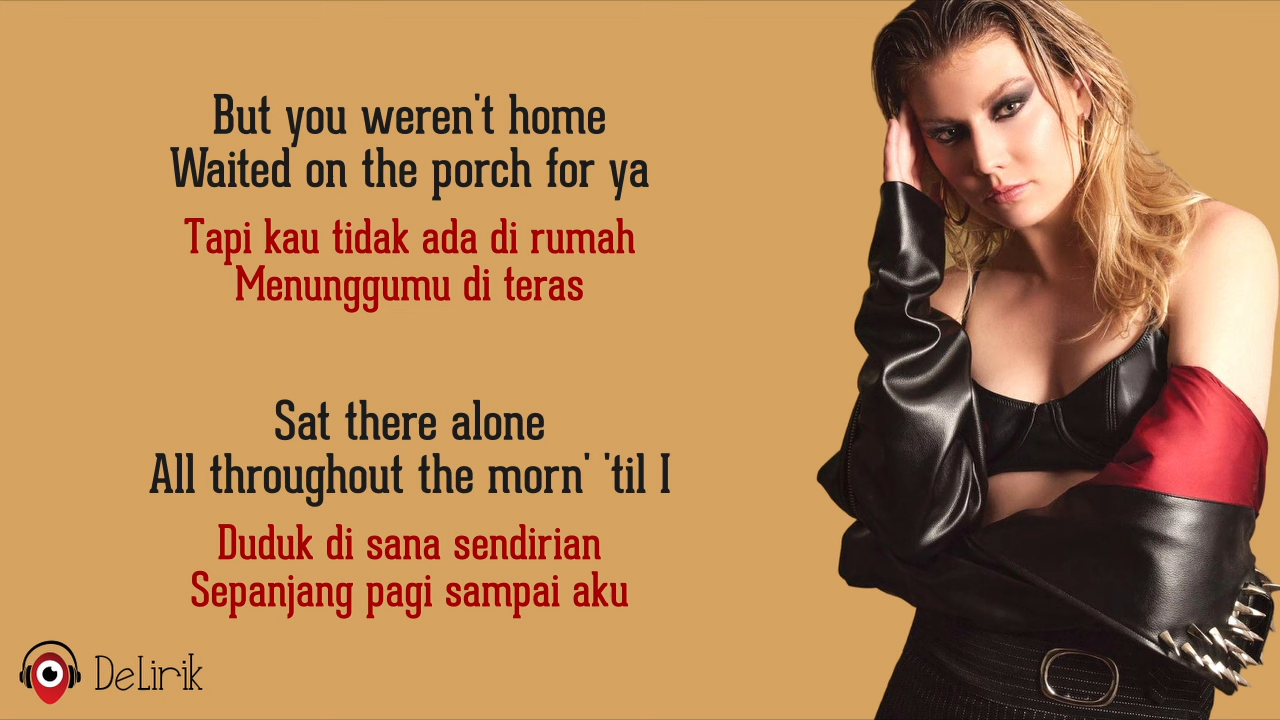 But you weren't home
Waited on the porch for ya
Tapi kau tidak ada di rumah
Menunggumu di teras
Sat there alone
All throughout the morn' 'til I
Duduk di sana sendirian
Sepanjang pagi sampai aku
DeLirik